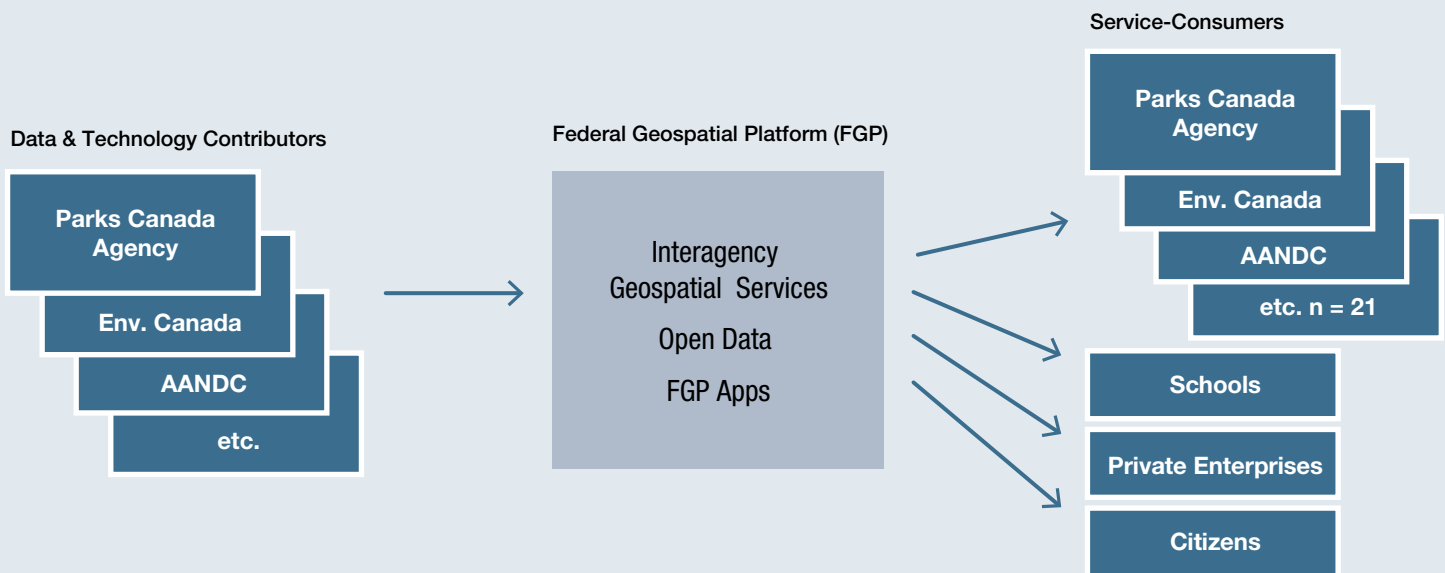 Data & Technology Contributors
Parks Canada
Agency
Env. Canada
AANDC
etc.
Federal Geospatial Platform (FGP)
Interagency
Geospatial Services
Open Data
FGP Apps
Service-Consumers
Parks Canada
Agency
Env. Canada
AANDC
etc. n = 21
Schools
Private Enterprises
Citizens